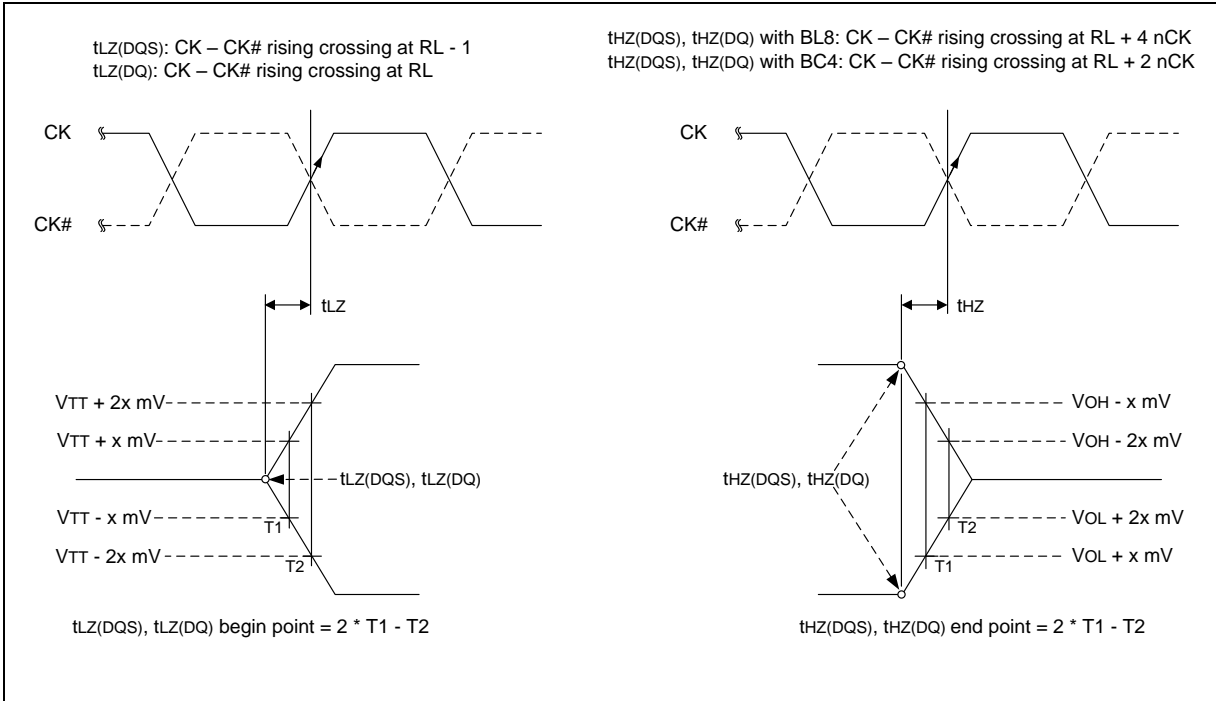 tLZ(DQS): CK – CK# rising crossing at RL - 1
tLZ(DQ): CK – CK# rising crossing at RL
CK
CK#
tLZ
VTT + 2x mV
VTT + x mV
tLZ(DQS), tLZ(DQ)
VTT - x mV
T1
VTT - 2x mV
T2
tLZ(DQS), tLZ(DQ) begin point = 2 * T1 - T2
tHZ(DQS), tHZ(DQ) with BL8: CK – CK# rising crossing at RL + 4 nCK
tHZ(DQS), tHZ(DQ) with BC4: CK – CK# rising crossing at RL + 2 nCK
CK
CK#
tHZ
VOH - x mV
VOH - 2x mV
tHZ(DQS), tHZ(DQ)
VOL + 2x mV
T2
VOL + x mV
T1
tHZ(DQS), tHZ(DQ) end point = 2 * T1 - T2